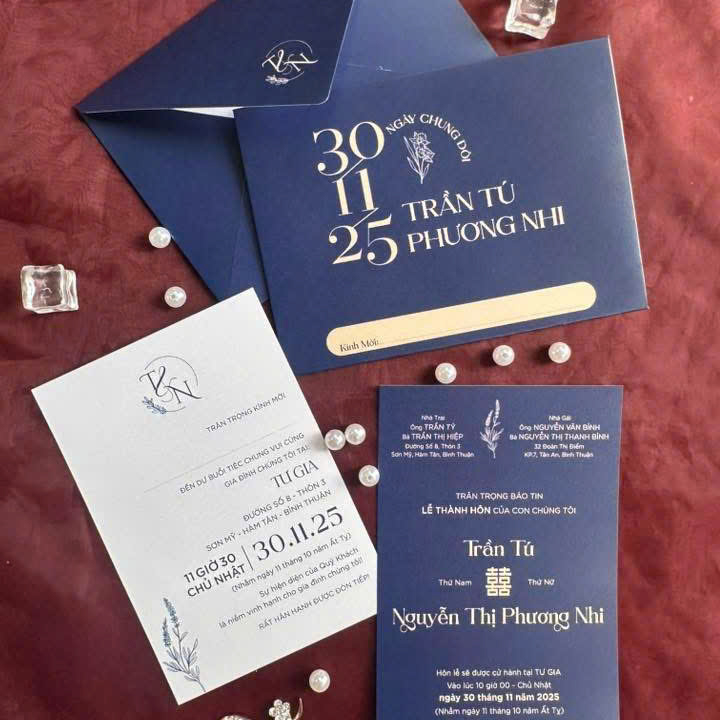 T&N
30
11
25
NGÀY CHUNG ĐÔI
TRẦN TÚ
PHƯƠNG NHI
Kính Mời:
T&N
TRÂN TRỌNG KÍNH MỜI
ĐẾN DỰ BUỔI TIỆC CHUNG VUI CÙNG
GIA ĐÌNH CHÚNG TÔI TẠI:
TƯ GIA
ĐƯỜNG SỐ 8 - THÔN 3
SƠN MỸ - HÀM TÂN - BÌNH THUẬN
11 GIỜ 30
CHỦ NHẬT
30.11.25
(Nhằm ngày 11 tháng 10 năm Ất Tỵ)
Sự hiện diện của Quý Khách
là niềm vinh hạnh cho gia đình chúng tôi!
RẤT HÂN HẠNH ĐƯỢC ĐÓN TIẾP!
Nhà Trai
Ông TRẦN TÝ
Bà TRẦN THỊ HIỆP
Đường Số 8, Thôn 3
Sơn Mỹ, Hàm Tân, Bình Thuận
Nhà Gái
Ông NGUYỄN VĂN BÌNH
Bà NGUYỄN THỊ THANH BÌNH
32 Đoàn Thị Điểm
KP.7, Tân An, Bình Thuận
TRÂN TRỌNG BÁO TIN
LỄ THÀNH HÔN CỦA CON CHÚNG TÔI
Trần Tú
Thứ Nam 囍 Thứ Nữ
Nguyễn Thị Phương Nhi
Hôn lễ sẽ được cử hành tại TƯ GIA
Vào lúc 10 giờ 00 - Chủ Nhật
ngày 30 tháng 11 năm 2025
(Nhằm ngày 11 tháng 10 năm Ất Tỵ)